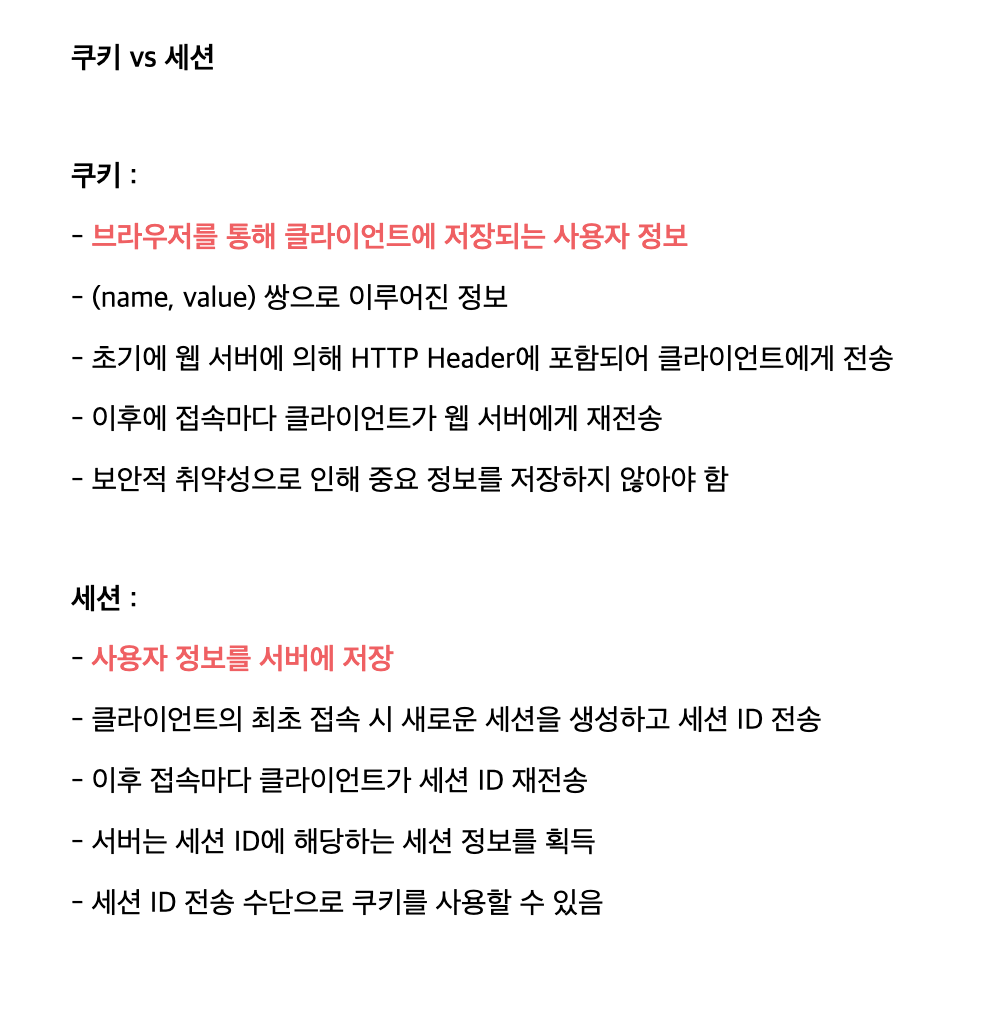 쿠키 vs 세션
쿠키 :
- 브라우저를 통해 클라이언트에 저장되는 사용자 정보
- (name, value) 쌍으로 이루어진 정보
- 초기에 웹 서버에 의해 HTTP Header에 포함되어 클라이언트에게 전송
- 이후에 접속마다 클라이언트가 웹 서버에게 재전송
- 보안적 취약성으로 인해 중요 정보를 저장하지 않아야 함
세션 :
- 사용자 정보를 서버에 저장
- 클라이언트의 최초 접속 시 새로운 세션을 생성하고 세션 ID 전송
- 이후 접속마다 클라이언트가 세션 ID 재전송
- 서버는 세션 ID에 해당하는 세션 정보를 획득
- 세션 ID 전송 수단으로 쿠키를 사용할 수 있음